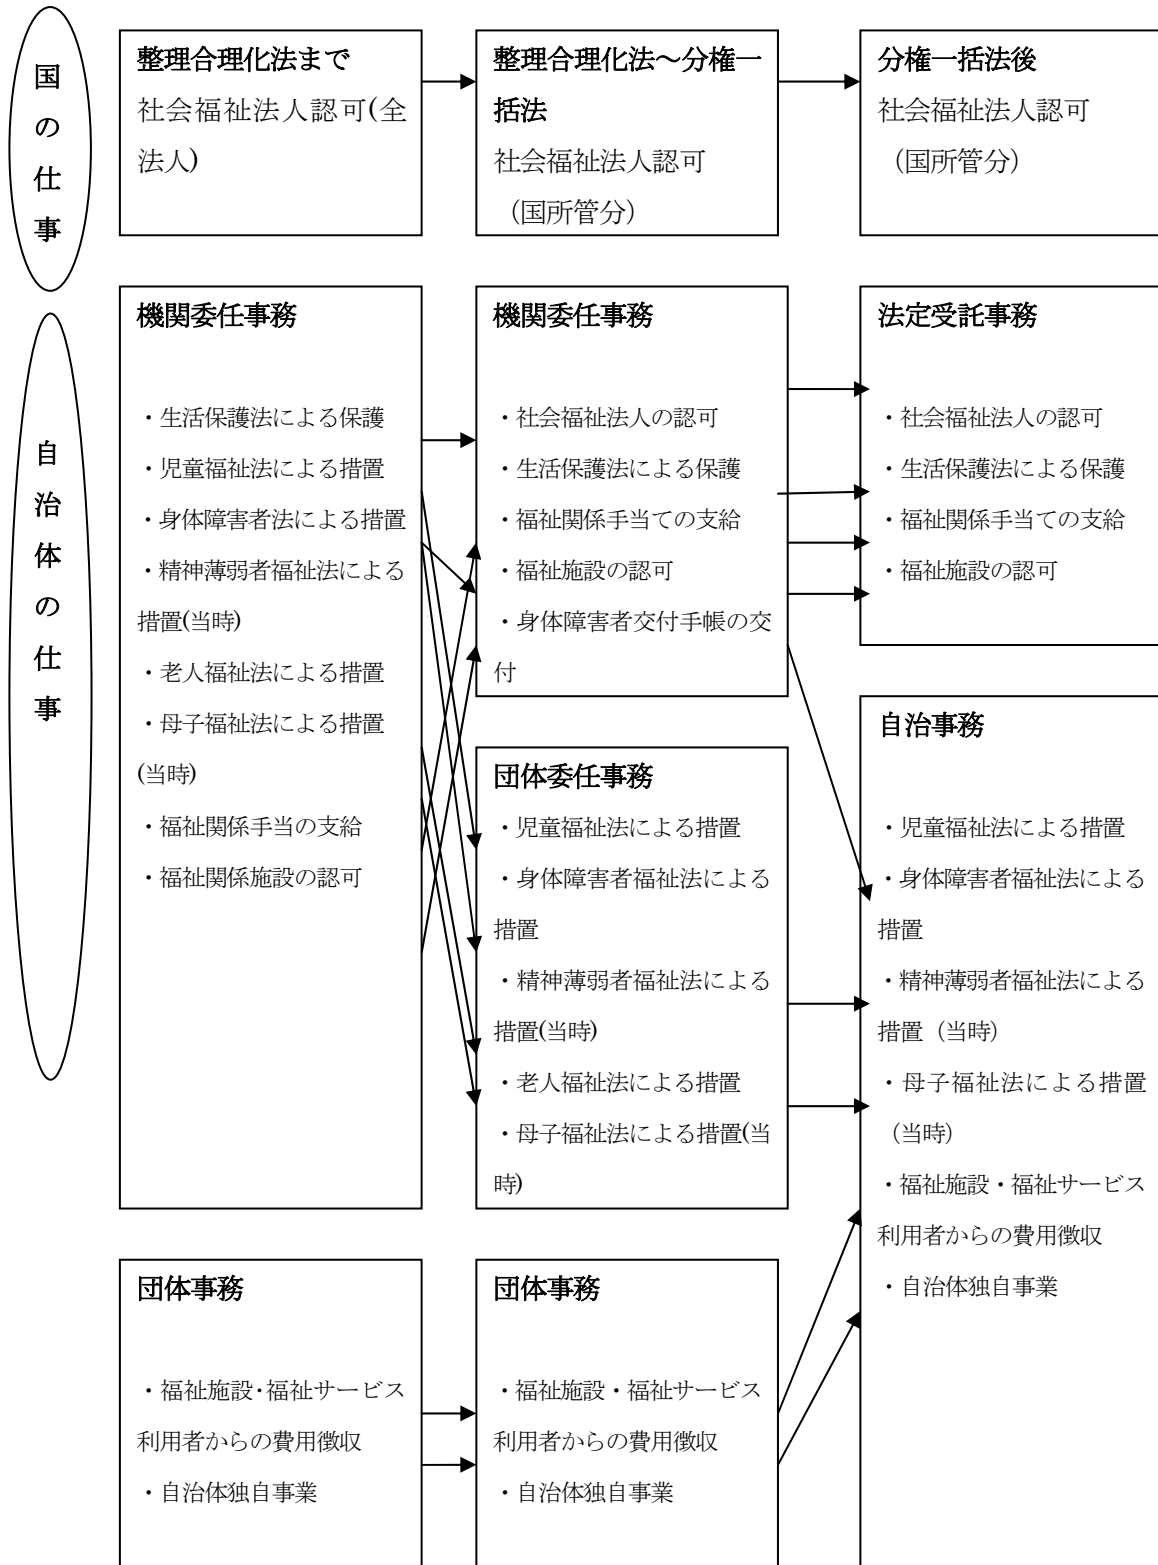 国の仕事
整理合理化法まで
社会福祉法人認可(全
法人)
整理合理化法～分権一
括法
社会福祉法人認可
（国所管分）
分権一括法後
社会福祉法人認可
（国所管分）
自治体の仕事
機関委任事務
・生活保護法による保護
・児童福祉法による措置
・身体障害者法による措置
・精神薄弱者福祉法による
措置(当時)
・老人福祉法による措置
・母子福祉法による措置
(当時)
・福祉関係手当の支給
・福祉関係施設の認可
機関委任事務
・社会福祉法人の認可
・生活保護法による保護
・福祉関係手当ての支給
・福祉施設の認可
・身体障害者交付手帳の交
付
法定受託事務
・社会福祉法人の認可
・生活保護法による保護
・福祉関係手当ての支給
・福祉施設の認可
団体委任事務
・児童福祉法による措置
・身体障害者福祉法による
措置
・精神薄弱者福祉法による
措置(当時)
・老人福祉法による措置
・母子福祉法による措置(当
時)
自治事務
・児童福祉法による措置
・身体障害者福祉法による
措置
・精神薄弱者福祉法による
措置（当時）
・母子福祉法による措置
（当時）
・福祉施設・福祉サービス
利用者からの費用徴収
・自治体独自事業
団体事務
・福祉施設･福祉サービス
利用者からの費用徴収
・自治体独自事業
団体事務
・福祉施設・福祉サービス
利用者からの費用徴収
・自治体独自事業